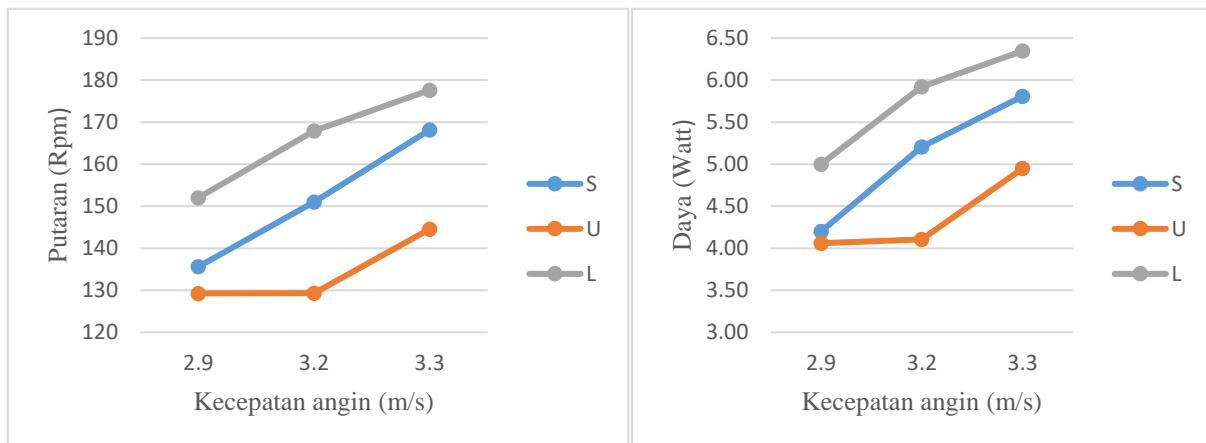 190
180
170
160
150
140
130
120
Putaran (Rpm)
2.9 3.2 3.3
Kecepatan angin (m/s)
S
U
L
6.50
6.00
5.50
5.00
4.50
4.00
3.50
3.00
Daya (Watt)
2.9 3.2 3.3
Kecepatan angin (m/s)
S
U
L